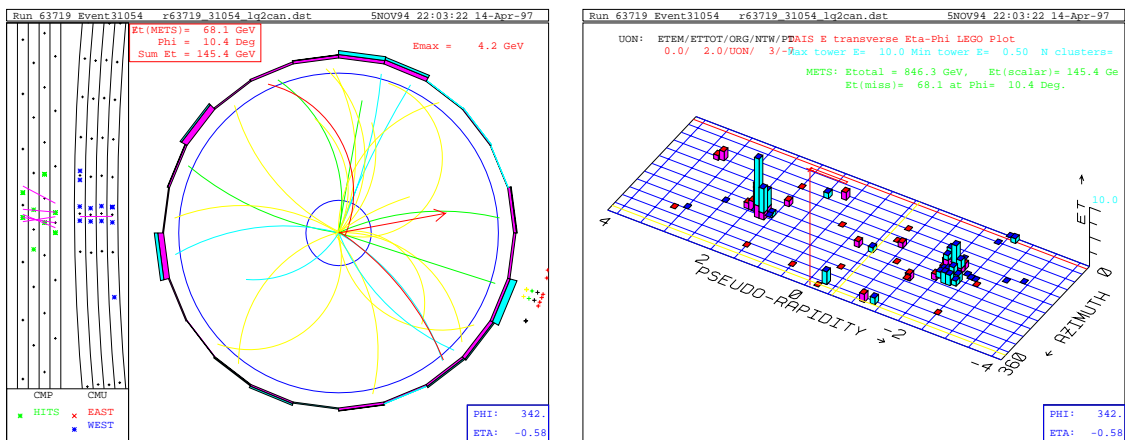 Run 63719 Event31054 r63719_31054_lq2can.dst 5NOV94 22:03:22 14-Apr-97
Et(METS)= 68.1 GeV
Phi = 10.4 Deg
Sum Et = 145.4 GeV
Emax = 4.2 GeV
CMP CMU
HITS EAST
WEST
PHI: 342.
ETA: -0.58
Run 63719 Event31054 r63719_31054_lq2can.dst 5NOV94 22:03:22 14-Apr-97
UON: ETEM/ETTOT/ORG/NTW/PT DAIS E transverse Eta-Phi LEGO Plot
0.0/ 2.0/UON/ 3/-7 Max tower E= 10.0 Min tower E= 0.50 N clusters=
METS: Etotal = 846.3 GeV, Et(scalar)= 145.4 Ge
Et(miss)= 68.1 at Phi= 10.4 Deg.
ET
10.0
4
2
0
-2
-4
PSEUDO-RAPIDITY
0
AZIMUTH
360
PHI: 342.
ETA: -0.58